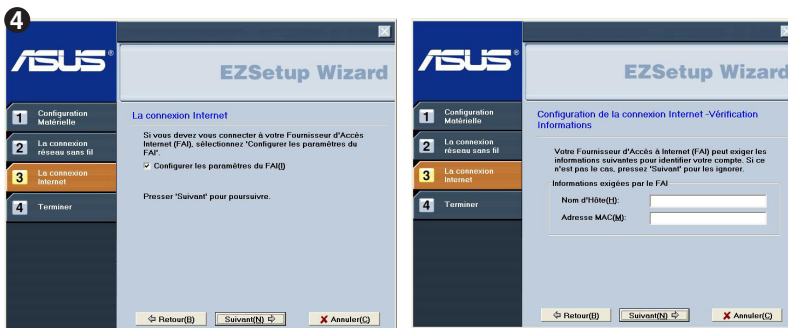 4
ASUS®
EZSetup Wizard
1 Configuration
Matérielle
2 La connexion
réseau sans fil
3 La connexion
Internet
4 Terminer
La connexion Internet
Si vous devez vous connecter à votre Fournisseur d'Accès
Internet (FAI), sélectionnez 'Configurer les paramètres du
FAI'.
Configurer les paramètres du FAI(I)
Presser 'Suivant' pour poursuivre.
Retour(B)
Suivant(N)
Annuler(C)
ASUS®
EZSetup Wizard
1 Configuration
Matérielle
2 La connexion
réseau sans fil
3 La connexion
Internet
4 Terminer
Configuration de la connexion Internet -Vérification
Informations
Votre Fournisseur d'Accès à Internet (FAI) peut exiger les
informations suivantes pour identifier votre compte. Si ce
n'est pas le cas, pressez 'Suivant' pour les ignorer.
Informations exigées par le FAI
Nom d'Hôte(H):
Adresse MAC(M):
Retour(B)
Suivant(N)
Annuler(C)